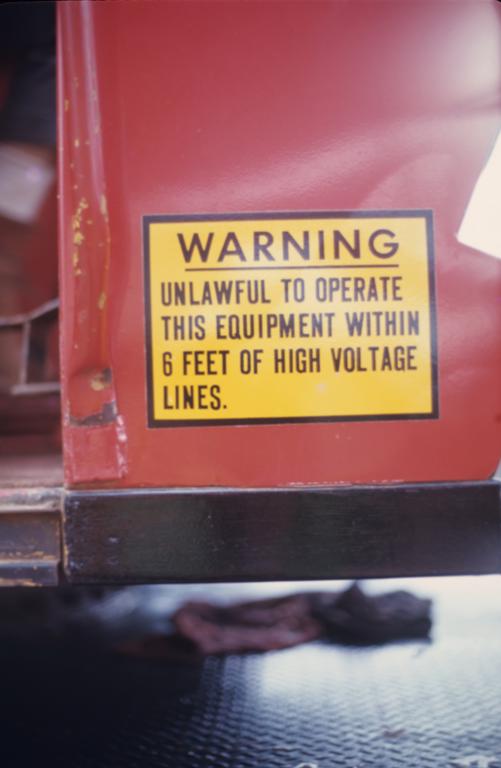 WARNING
UNLAWFUL TO OPERATE
THIS EQUIPMENT WITHIN
6 FEET OF HIGH VOLTAGE
LINES.